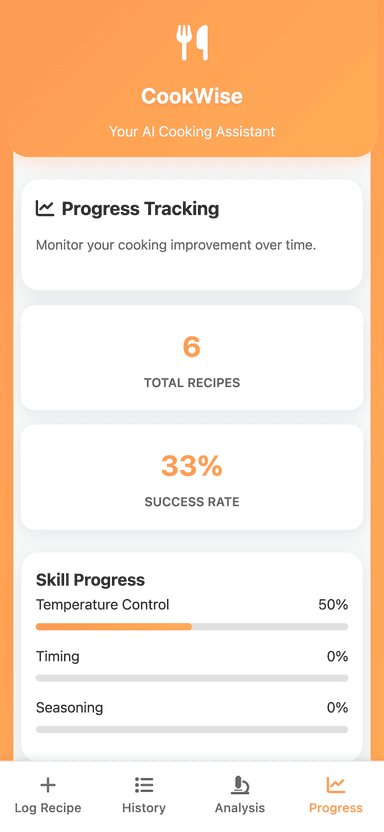 CookWise
Your AI Cooking Assistant
Progress Tracking
Monitor your cooking improvement over time.
6
TOTAL RECIPES
33%
SUCCESS RATE
Skill Progress
Temperature Control 50%
Timing 0%
Seasoning 0%
Log Recipe History Analysis Progress